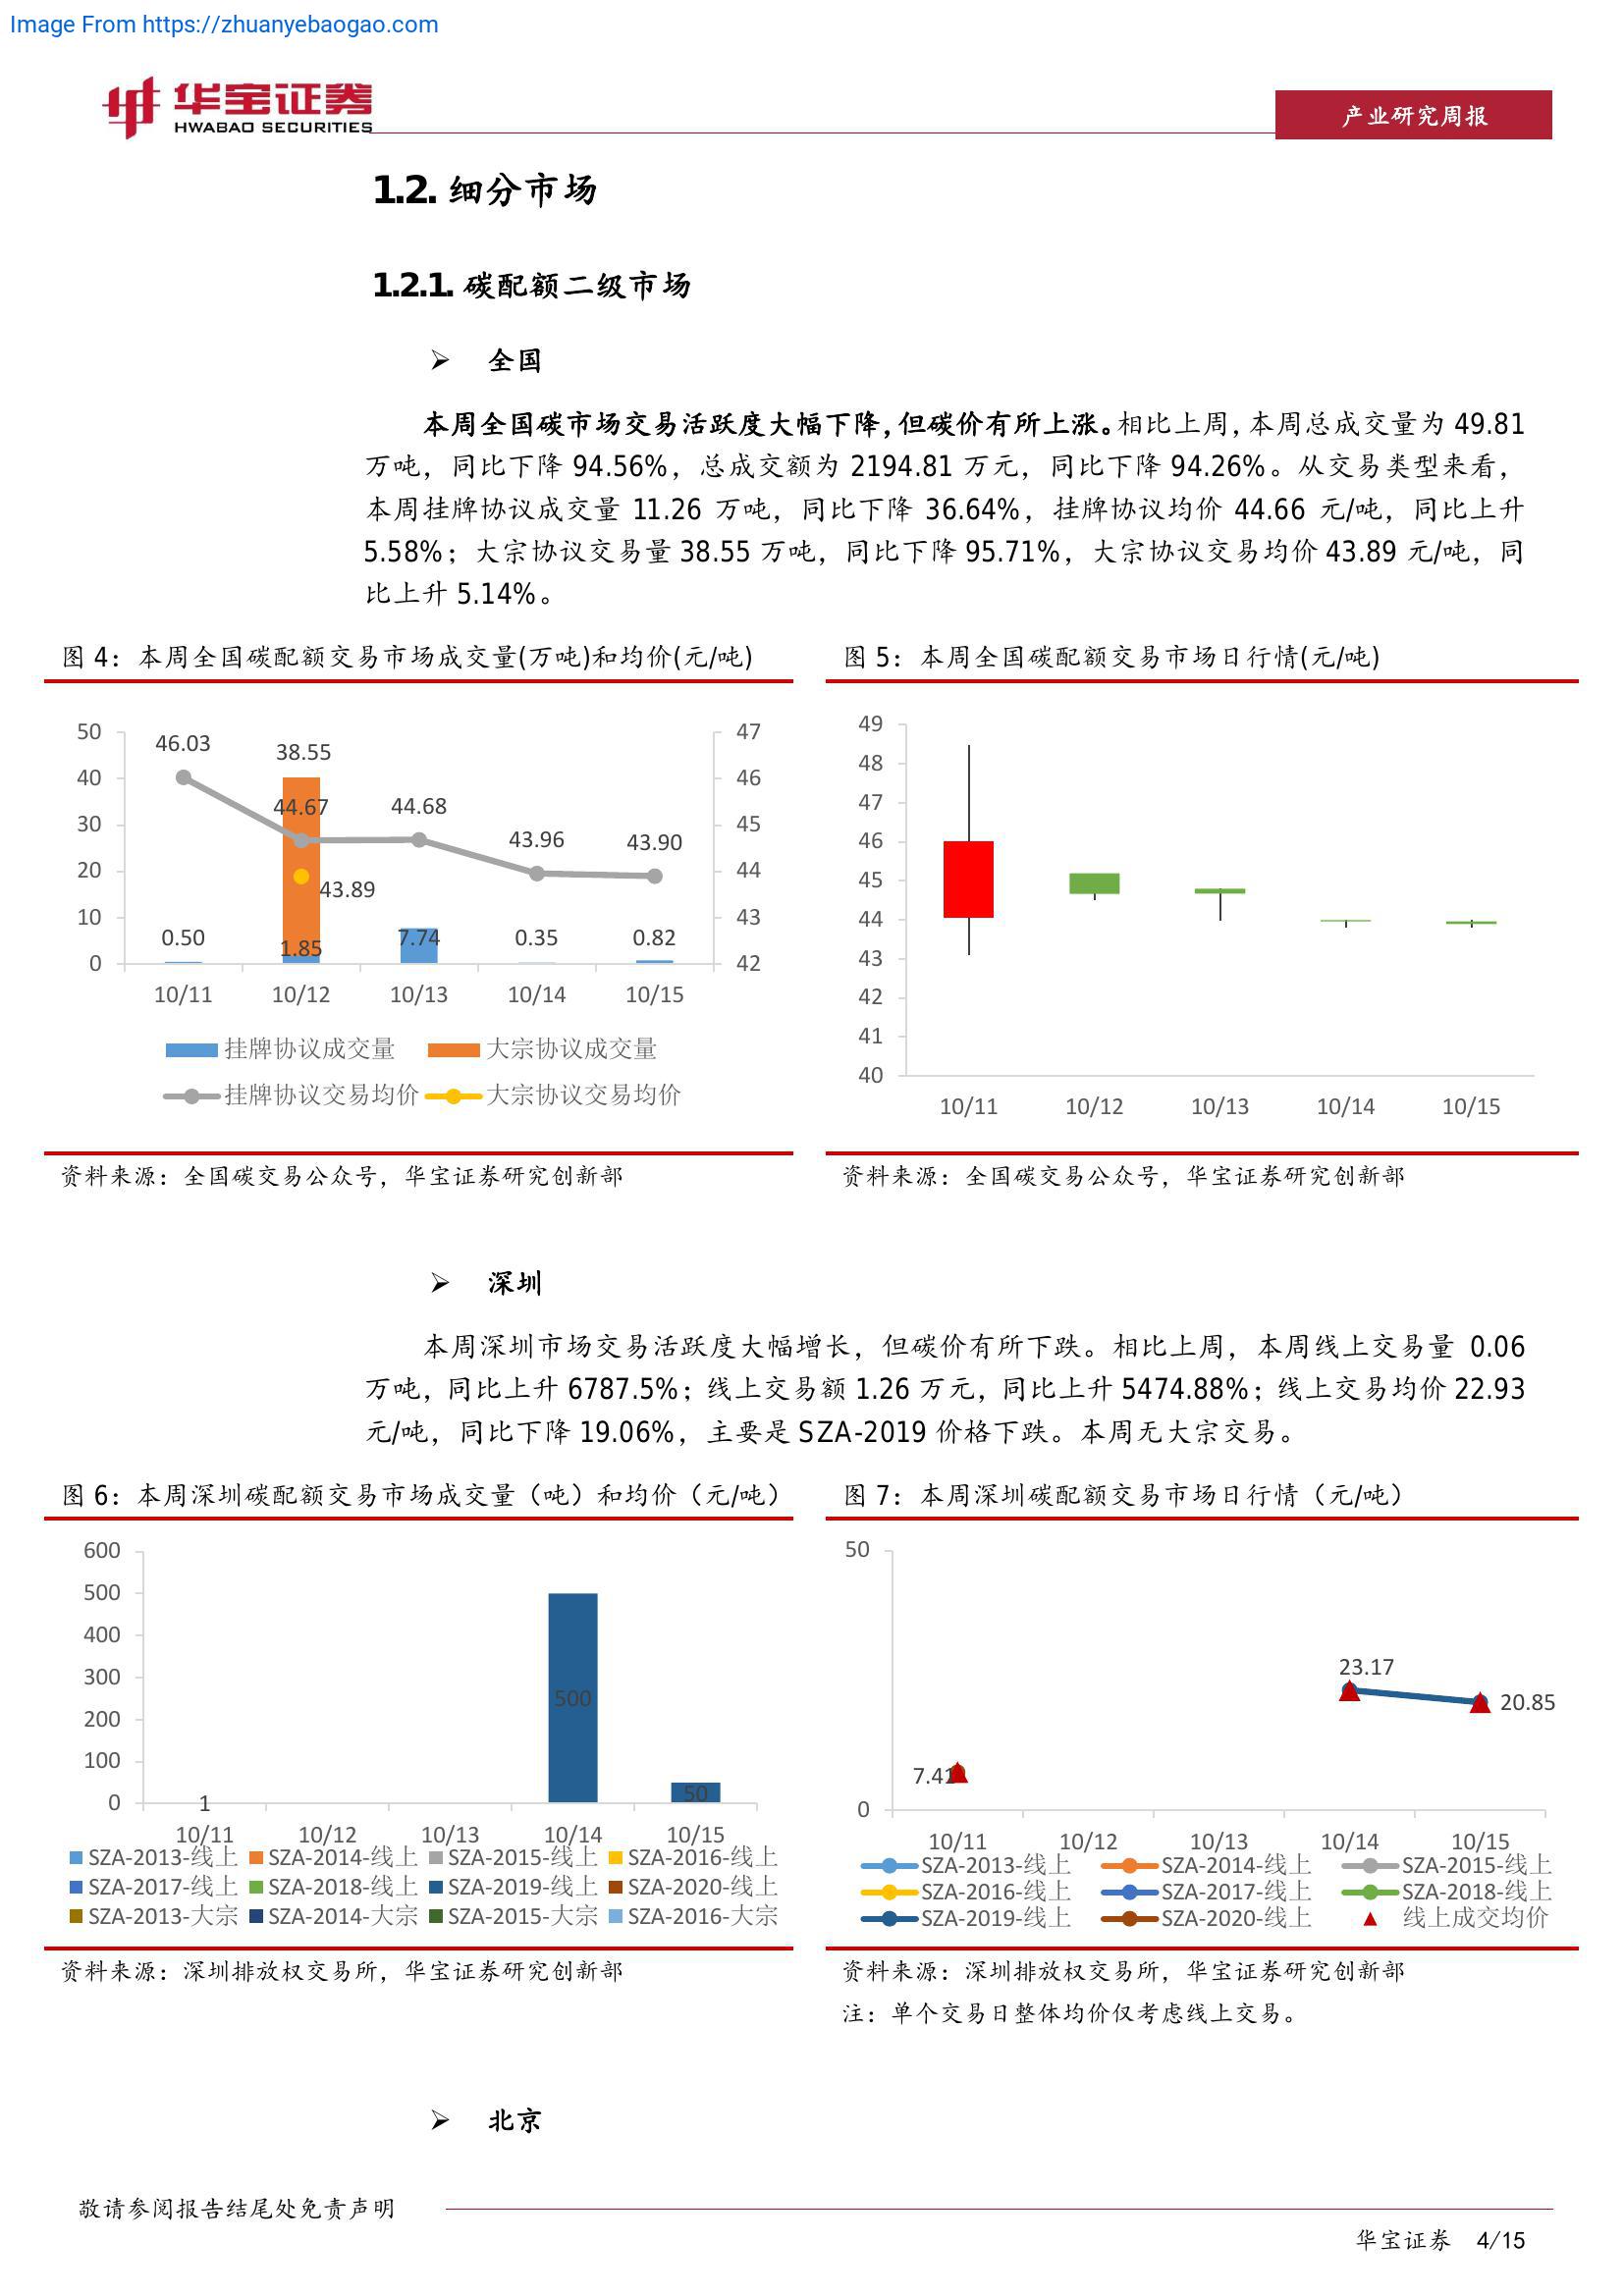 Image From https://zhuanyebaogao.com
华宝证券
HWABAO SECURITIES
产业研究周报
1.2. 细分市场
1.2.1. 碳配额二级市场
➢ 全国
本周全国碳市场交易活跃度大幅下降，但碳价有所上涨。相比上周，本周总成交量为 49.81
万吨，同比下降 94.56%，总成交额为 2194.81 万元，同比下降 94.26%。从交易类型来看，
本周挂牌协议成交量 11.26 万吨，同比下降 36.64%，挂牌协议均价 44.66 元/吨，同比上升
5.58%；大宗协议交易量 38.55 万吨，同比下降 95.71%，大宗协议交易均价 43.89 元/吨，同
比上升 5.14%。
图 4：本周全国碳配额交易市场成交量(万吨)和均价(元/吨)
50
40
30
20
10
0
47
46
45
44
43
42
46.03
38.55
44.67
44.68
43.96
43.90
43.89
0.50
1.85
7.74
0.35
0.82
10/11 10/12 10/13 10/14 10/15
挂牌协议成交量 大宗协议成交量
挂牌协议交易均价 大宗协议交易均价
资料来源：全国碳交易公众号，华宝证券研究创新部
图 5：本周全国碳配额交易市场日行情(元/吨)
49
48
47
46
45
44
43
42
41
40
10/11 10/12 10/13 10/14 10/15
资料来源：全国碳交易公众号，华宝证券研究创新部
➢ 深圳
本周深圳市场交易活跃度大幅增长，但碳价有所下跌。相比上周，本周线上交易量 0.06
万吨，同比上升 6787.5%；线上交易额 1.26 万元，同比上升 5474.88%；线上交易均价 22.93
元/吨，同比下降 19.06%，主要是 SZA-2019 价格下跌。本周无大宗交易。
图 6：本周深圳碳配额交易市场成交量（吨）和均价（元/吨）
600
500
400
300
200
100
0
1
500
50
10/11 10/12 10/13 10/14 10/15
SZA-2013-线上 SZA-2014-线上 SZA-2015-线上 SZA-2016-线上
SZA-2017-线上 SZA-2018-线上 SZA-2019-线上 SZA-2020-线上
SZA-2013-大宗 SZA-2014-大宗 SZA-2015-大宗 SZA-2016-大宗
资料来源：深圳排放权交易所，华宝证券研究创新部
图 7：本周深圳碳配额交易市场日行情（元/吨）
50
0
7.41
23.17
20.85
10/11 10/12 10/13 10/14 10/15
SZA-2013-线上 SZA-2014-线上 SZA-2015-线上
SZA-2016-线上 SZA-2017-线上 SZA-2018-线上
SZA-2019-线上 SZA-2020-线上 线上成交均价
资料来源：深圳排放权交易所，华宝证券研究创新部
注：单个交易日整体均价仅考虑线上交易。
➢ 北京
敬请参阅报告结尾处免责声明
华宝证券 4/15